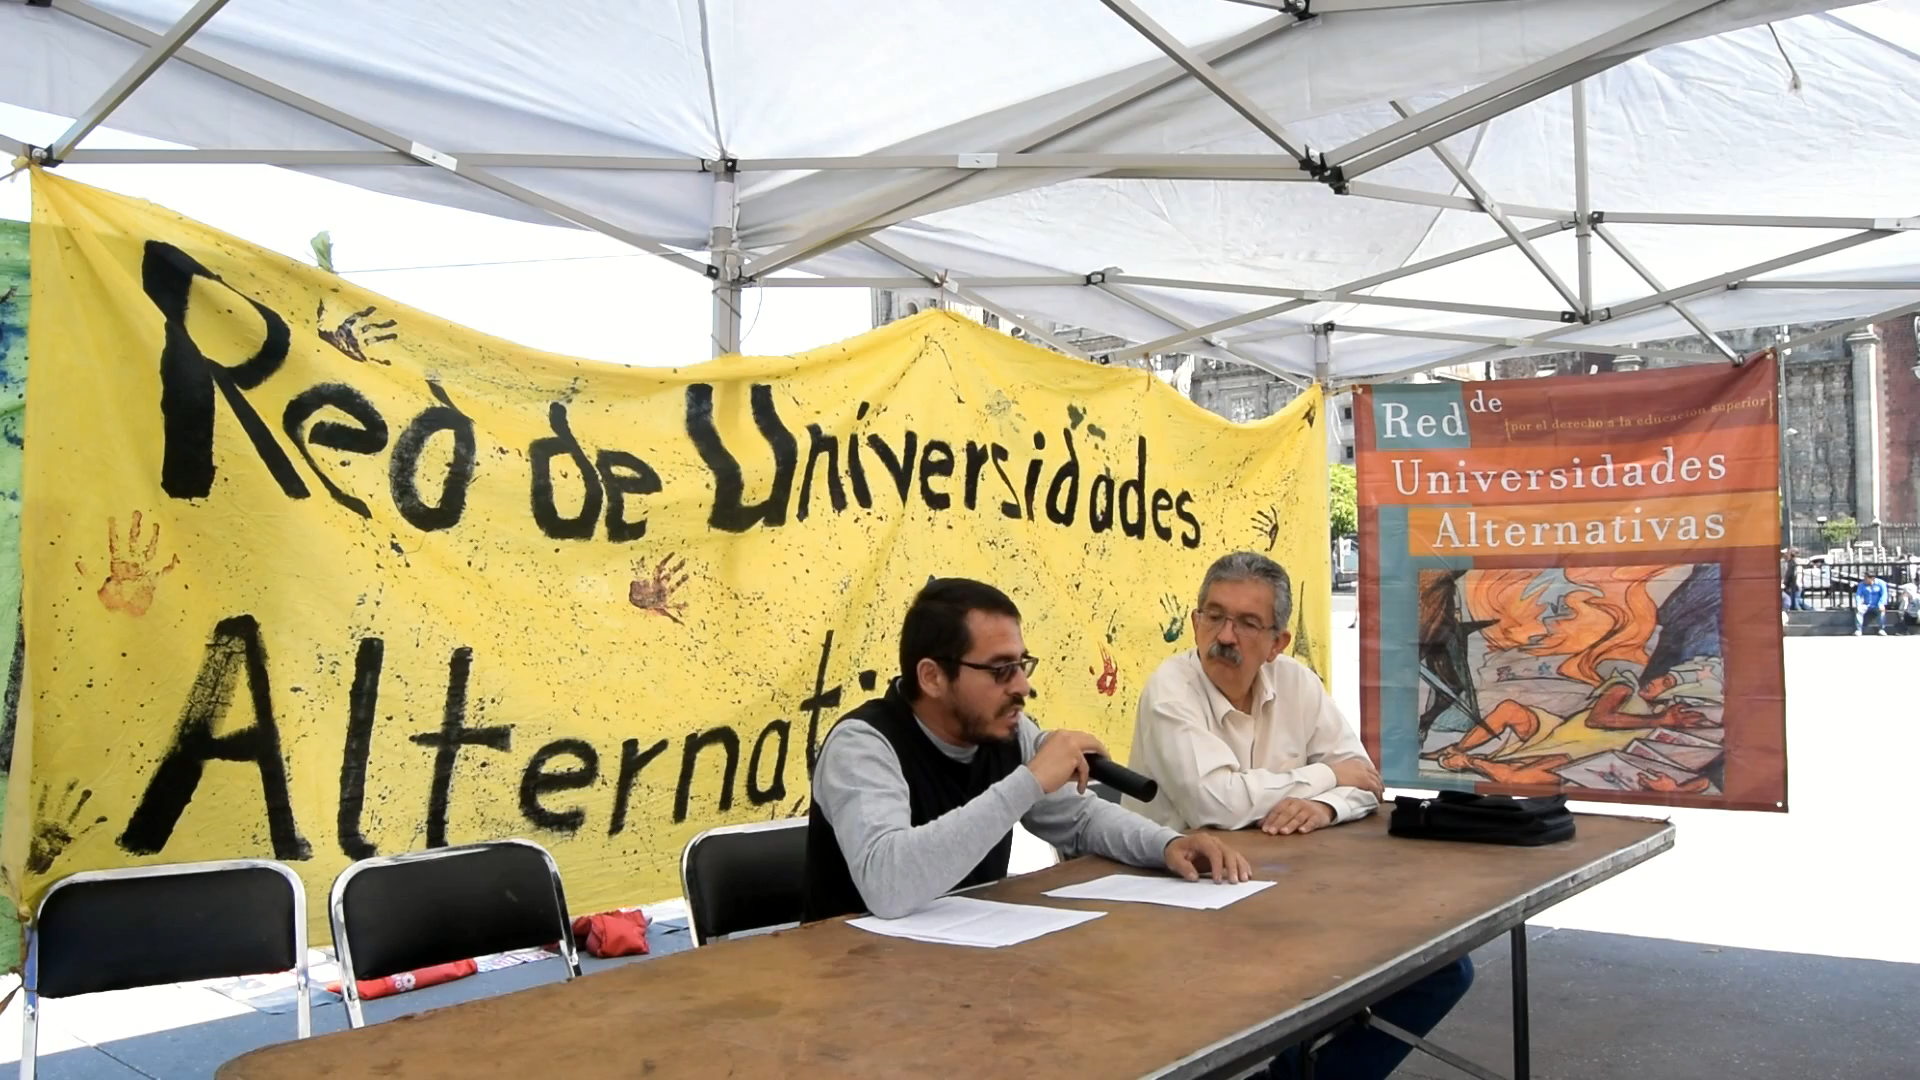 Red de Universidades
Alternati
Red de
{por el derecho a la educación superior}
Universidades
Alternativas